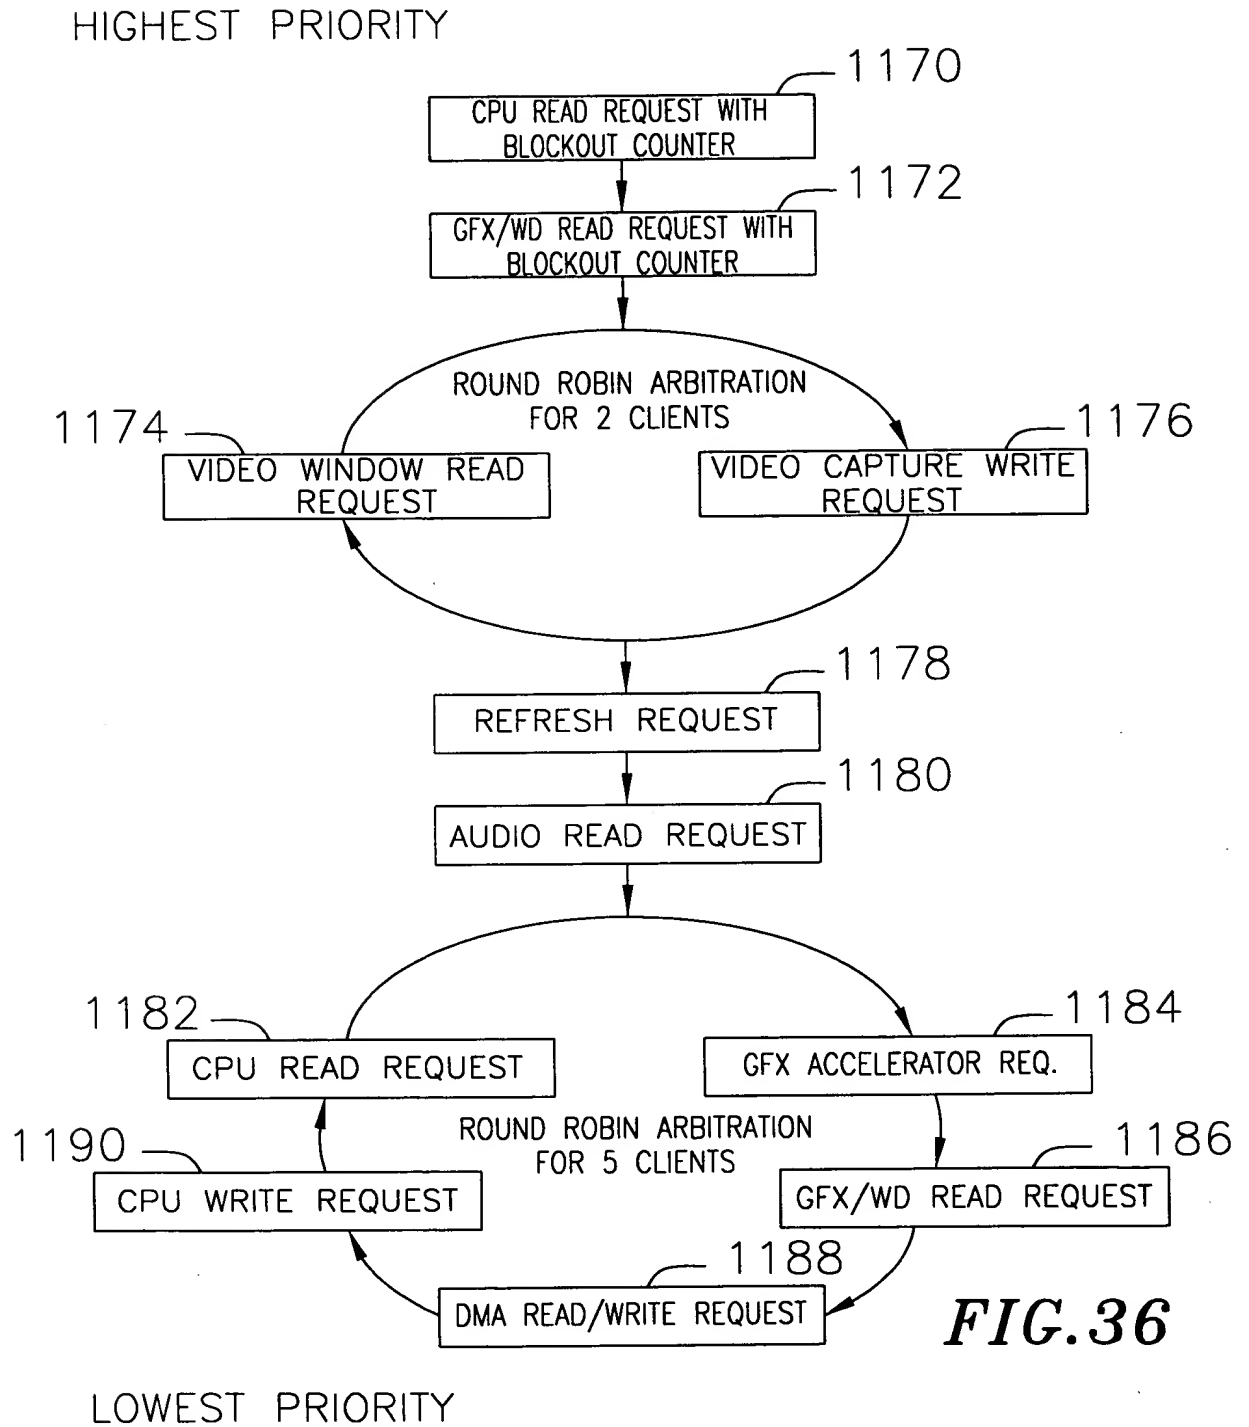 HIGHEST PRIORITY
1170
CPU READ REQUEST WITH
BLOCKOUT COUNTER
1172
GFX/WD READ REQUEST WITH
BLOCKOUT COUNTER
ROUND ROBIN ARBITRATION
FOR 2 CLIENTS
1174
VIDEO WINDOW READ
REQUEST
1176
VIDEO CAPTURE WRITE
REQUEST
1178
REFRESH REQUEST
1180
AUDIO READ REQUEST
1182
CPU READ REQUEST
1184
GFX ACCELERATOR REQ.
ROUND ROBIN ARBITRATION
FOR 5 CLIENTS
1190
CPU WRITE REQUEST
1186
GFX/WD READ REQUEST
1188
DMA READ/WRITE REQUEST
FIG.36
LOWEST PRIORITY